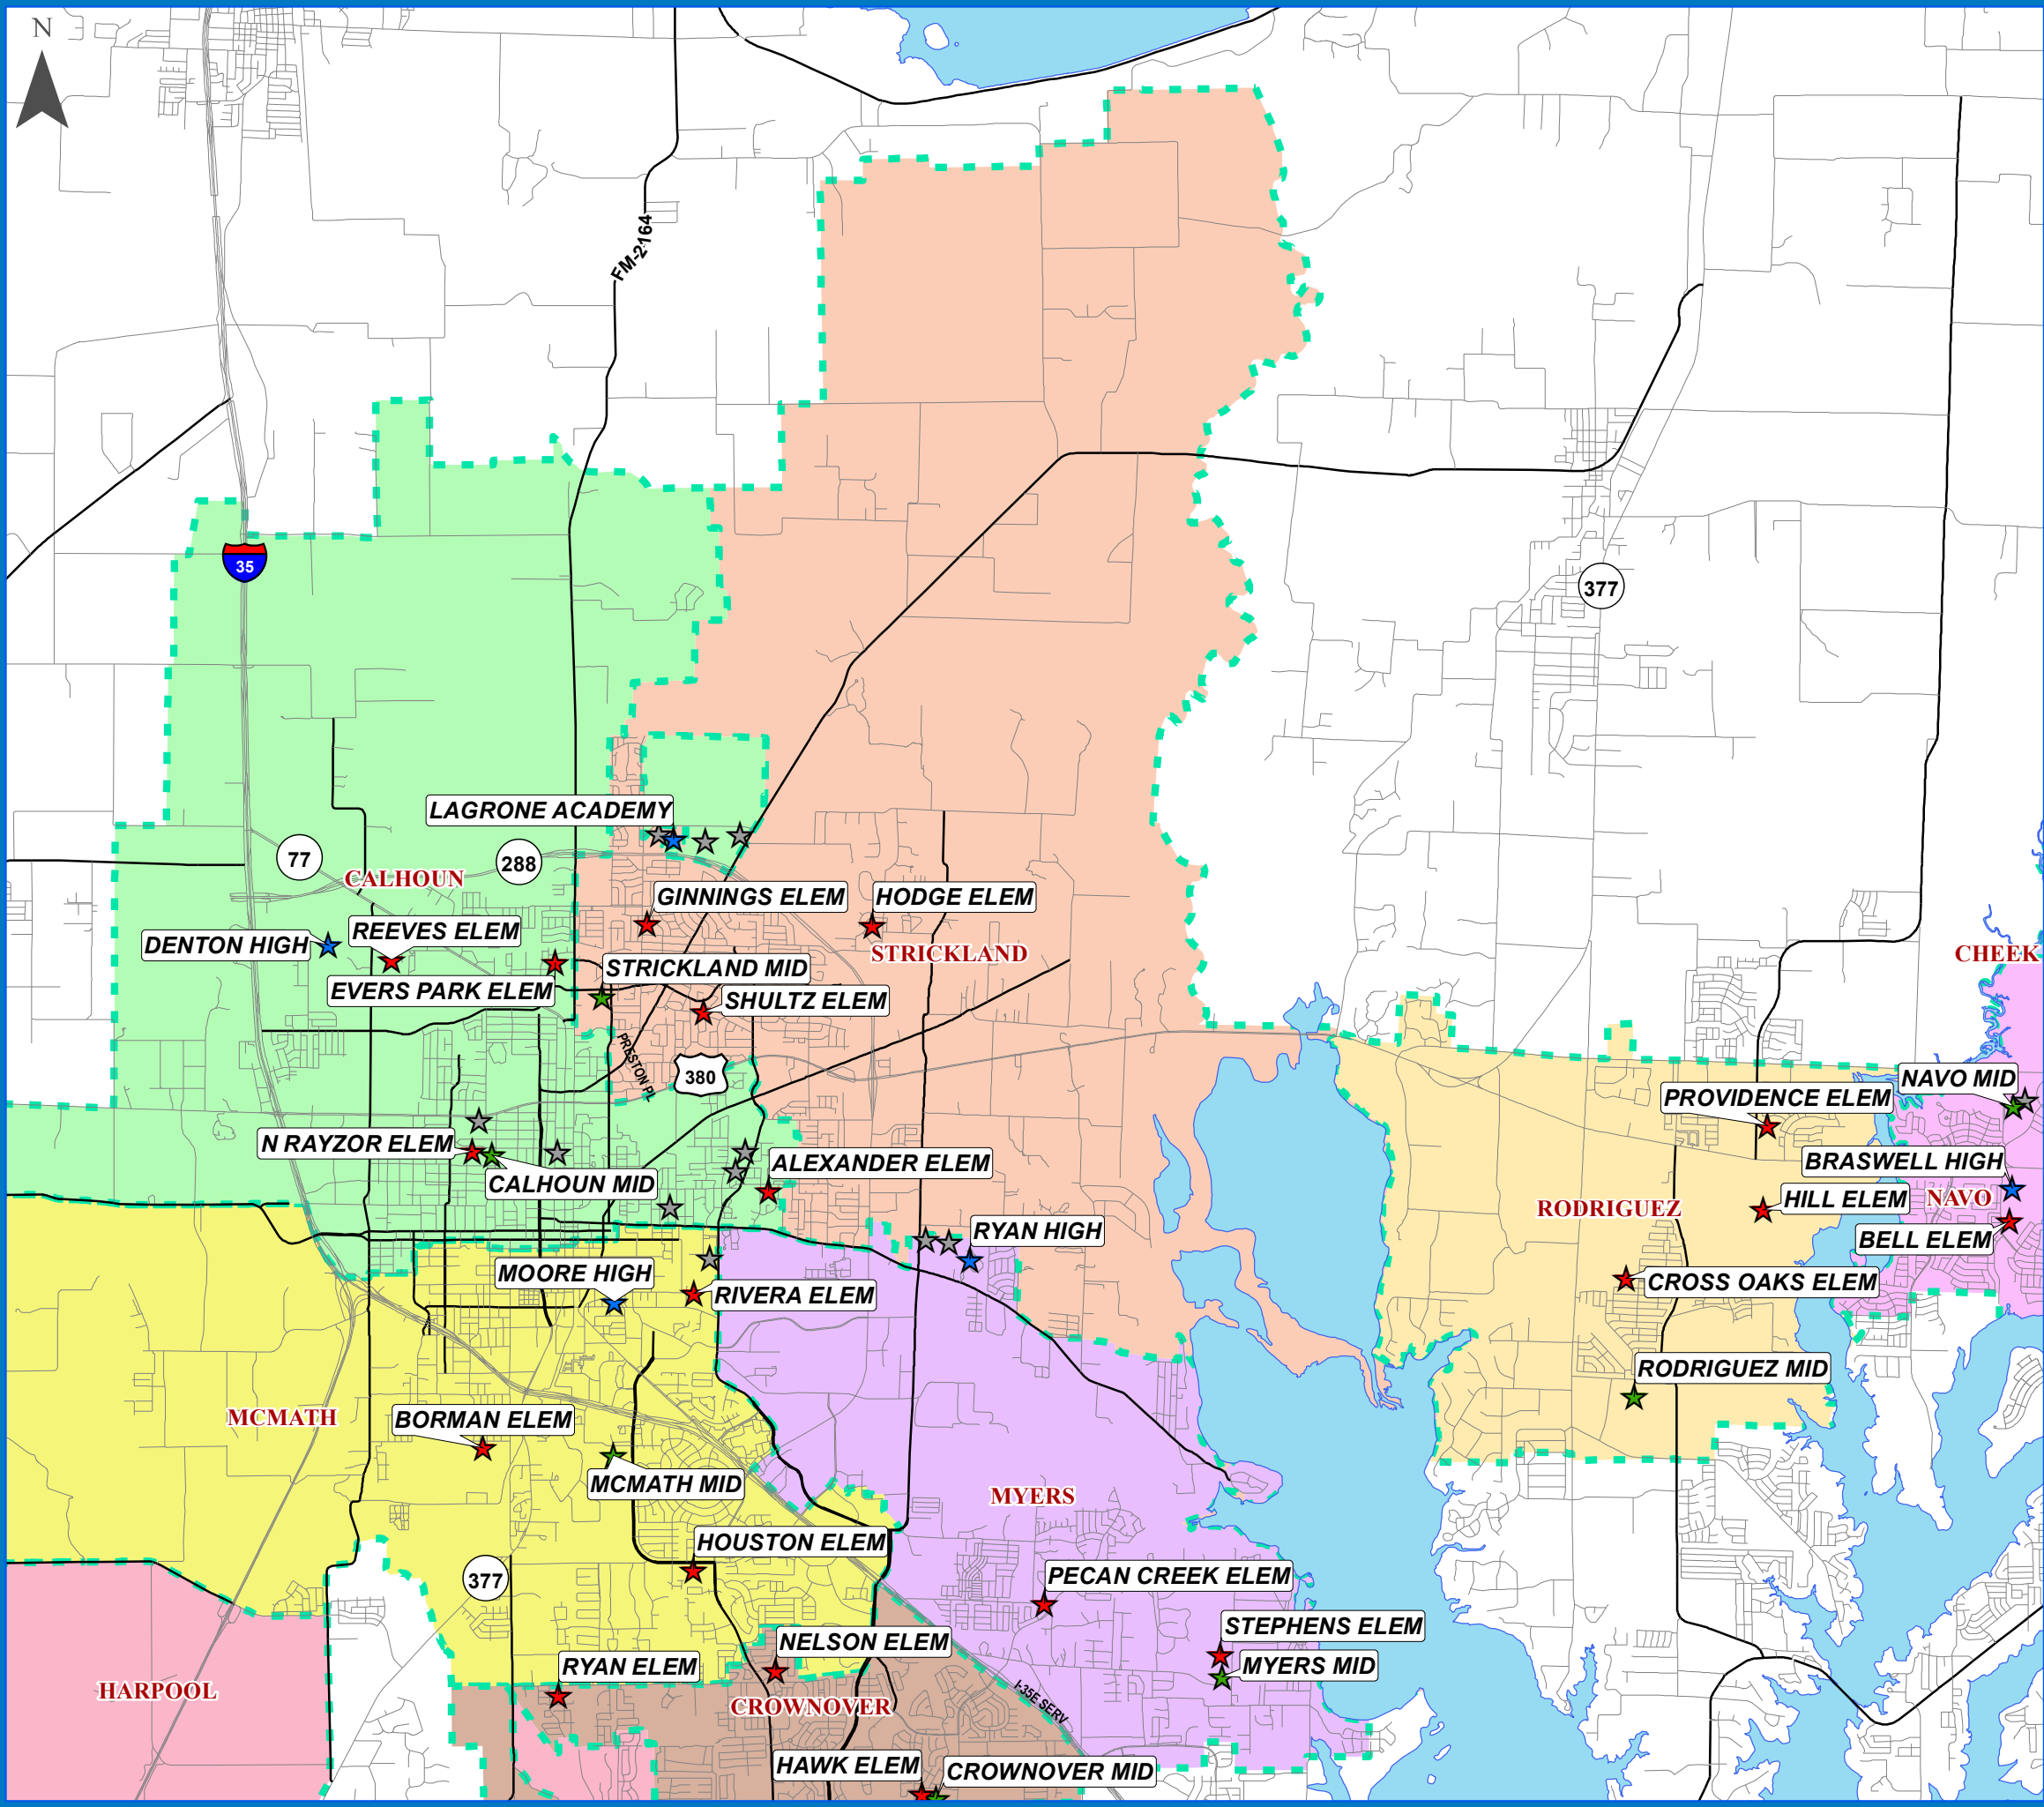 N
FM-2164
35
377
LAGRONE ACADEMY
77
288
CALHOUN
GINNINGS ELEM
HODGE ELEM
DENTON HIGH
REEVES ELEM
STRICKLAND
CHEEK
STRICKLAND MID
EVERS PARK ELEM
SHULTZ ELEM
PRESTON PL
380
NAVO MID
PROVIDENCE ELEM
N RAYZOR ELEM
ALEXANDER ELEM
BRASWELL HIGH
CALHOUN MID
HILL ELEM
NAVO
RODRIGUEZ
RYAN HIGH
BELL ELEM
MOORE HIGH
CROSS OAKS ELEM
RIVERA ELEM
RODRIGUEZ MID
MCMATH
BORMAN ELEM
MCMATH MID
MYERS
HOUSTON ELEM
377
PECAN CREEK ELEM
STEPHENS ELEM
NELSON ELEM
RYAN ELEM
MYERS MID
HARPOOL
CROWNOVER
I-35E SERV
HAWK ELEM
CROWNOVER MID